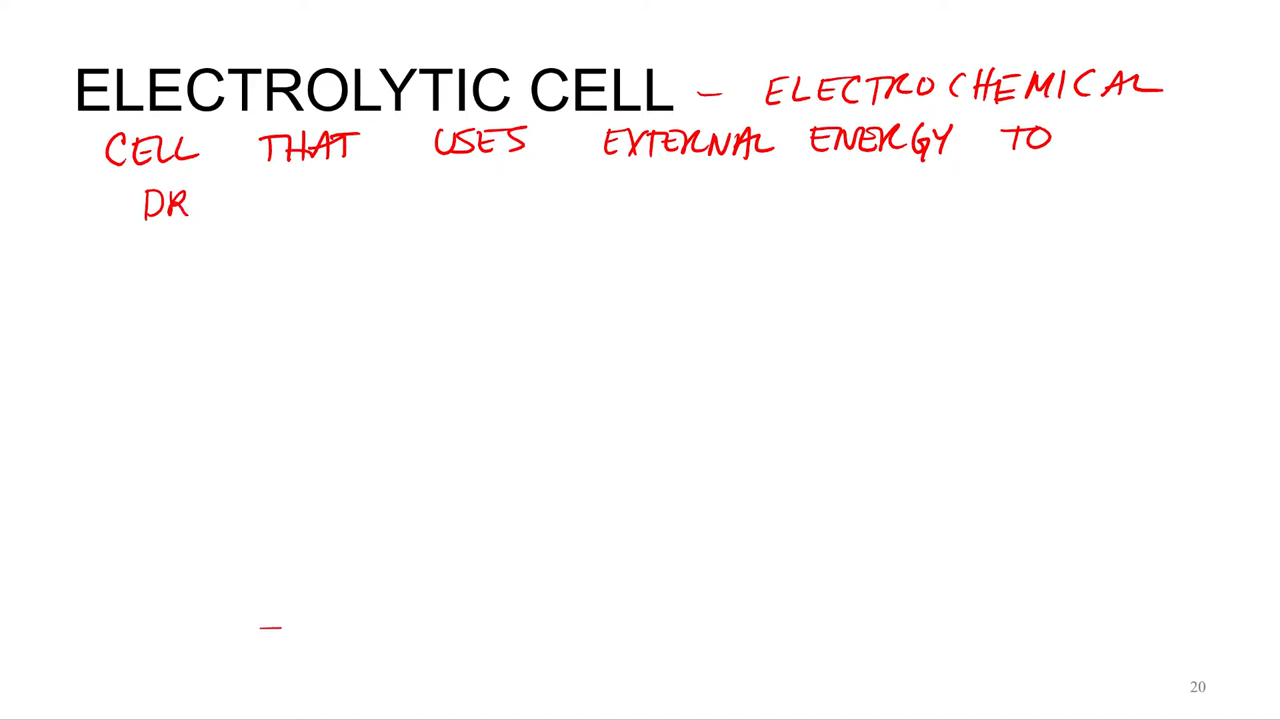 ELECTROLYTIC CELL – ELECTROCHEMICAL
CELL THAT USES EXTERNAL ENERGY TO
DR
20